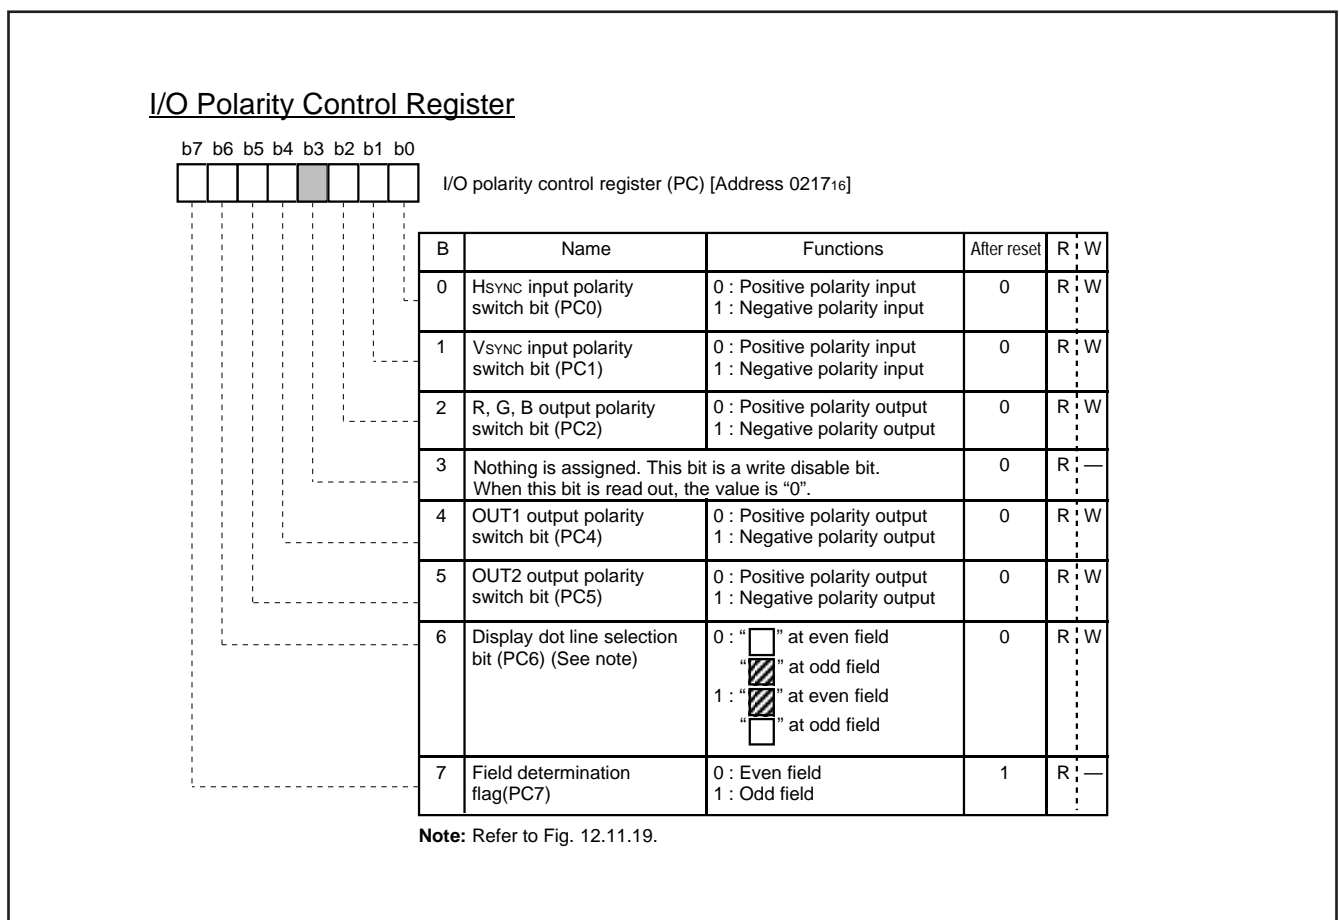 I/O Polarity Control Register
b7 b6 b5 b4 b3 b2 b1 b0
I/O polarity control register (PC) [Address 0217₁₆]
B Name Functions After reset R W
0 HSYNC input polarity switch bit (PC0) 0 : Positive polarity input 0 R W
1 : Negative polarity input
1 VSYNC input polarity switch bit (PC1) 0 : Positive polarity input 0 R W
1 : Negative polarity input
2 R, G, B output polarity switch bit (PC2) 0 : Positive polarity output 0 R W
1 : Negative polarity output
3 Nothing is assigned. This bit is a write disable bit. 0 R —
When this bit is read out, the value is “0”.
4 OUT1 output polarity switch bit (PC4) 0 : Positive polarity output 0 R W
1 : Negative polarity output
5 OUT2 output polarity switch bit (PC5) 0 : Positive polarity output 0 R W
1 : Negative polarity output
6 Display dot line selection bit (PC6) (See note) 0 : “ ” at even field 0 R W
“ ” at odd field
1 : “ ” at even field
“ ” at odd field
7 Field determination flag(PC7) 0 : Even field 1 R —
1 : Odd field
Note: Refer to Fig. 12.11.19.